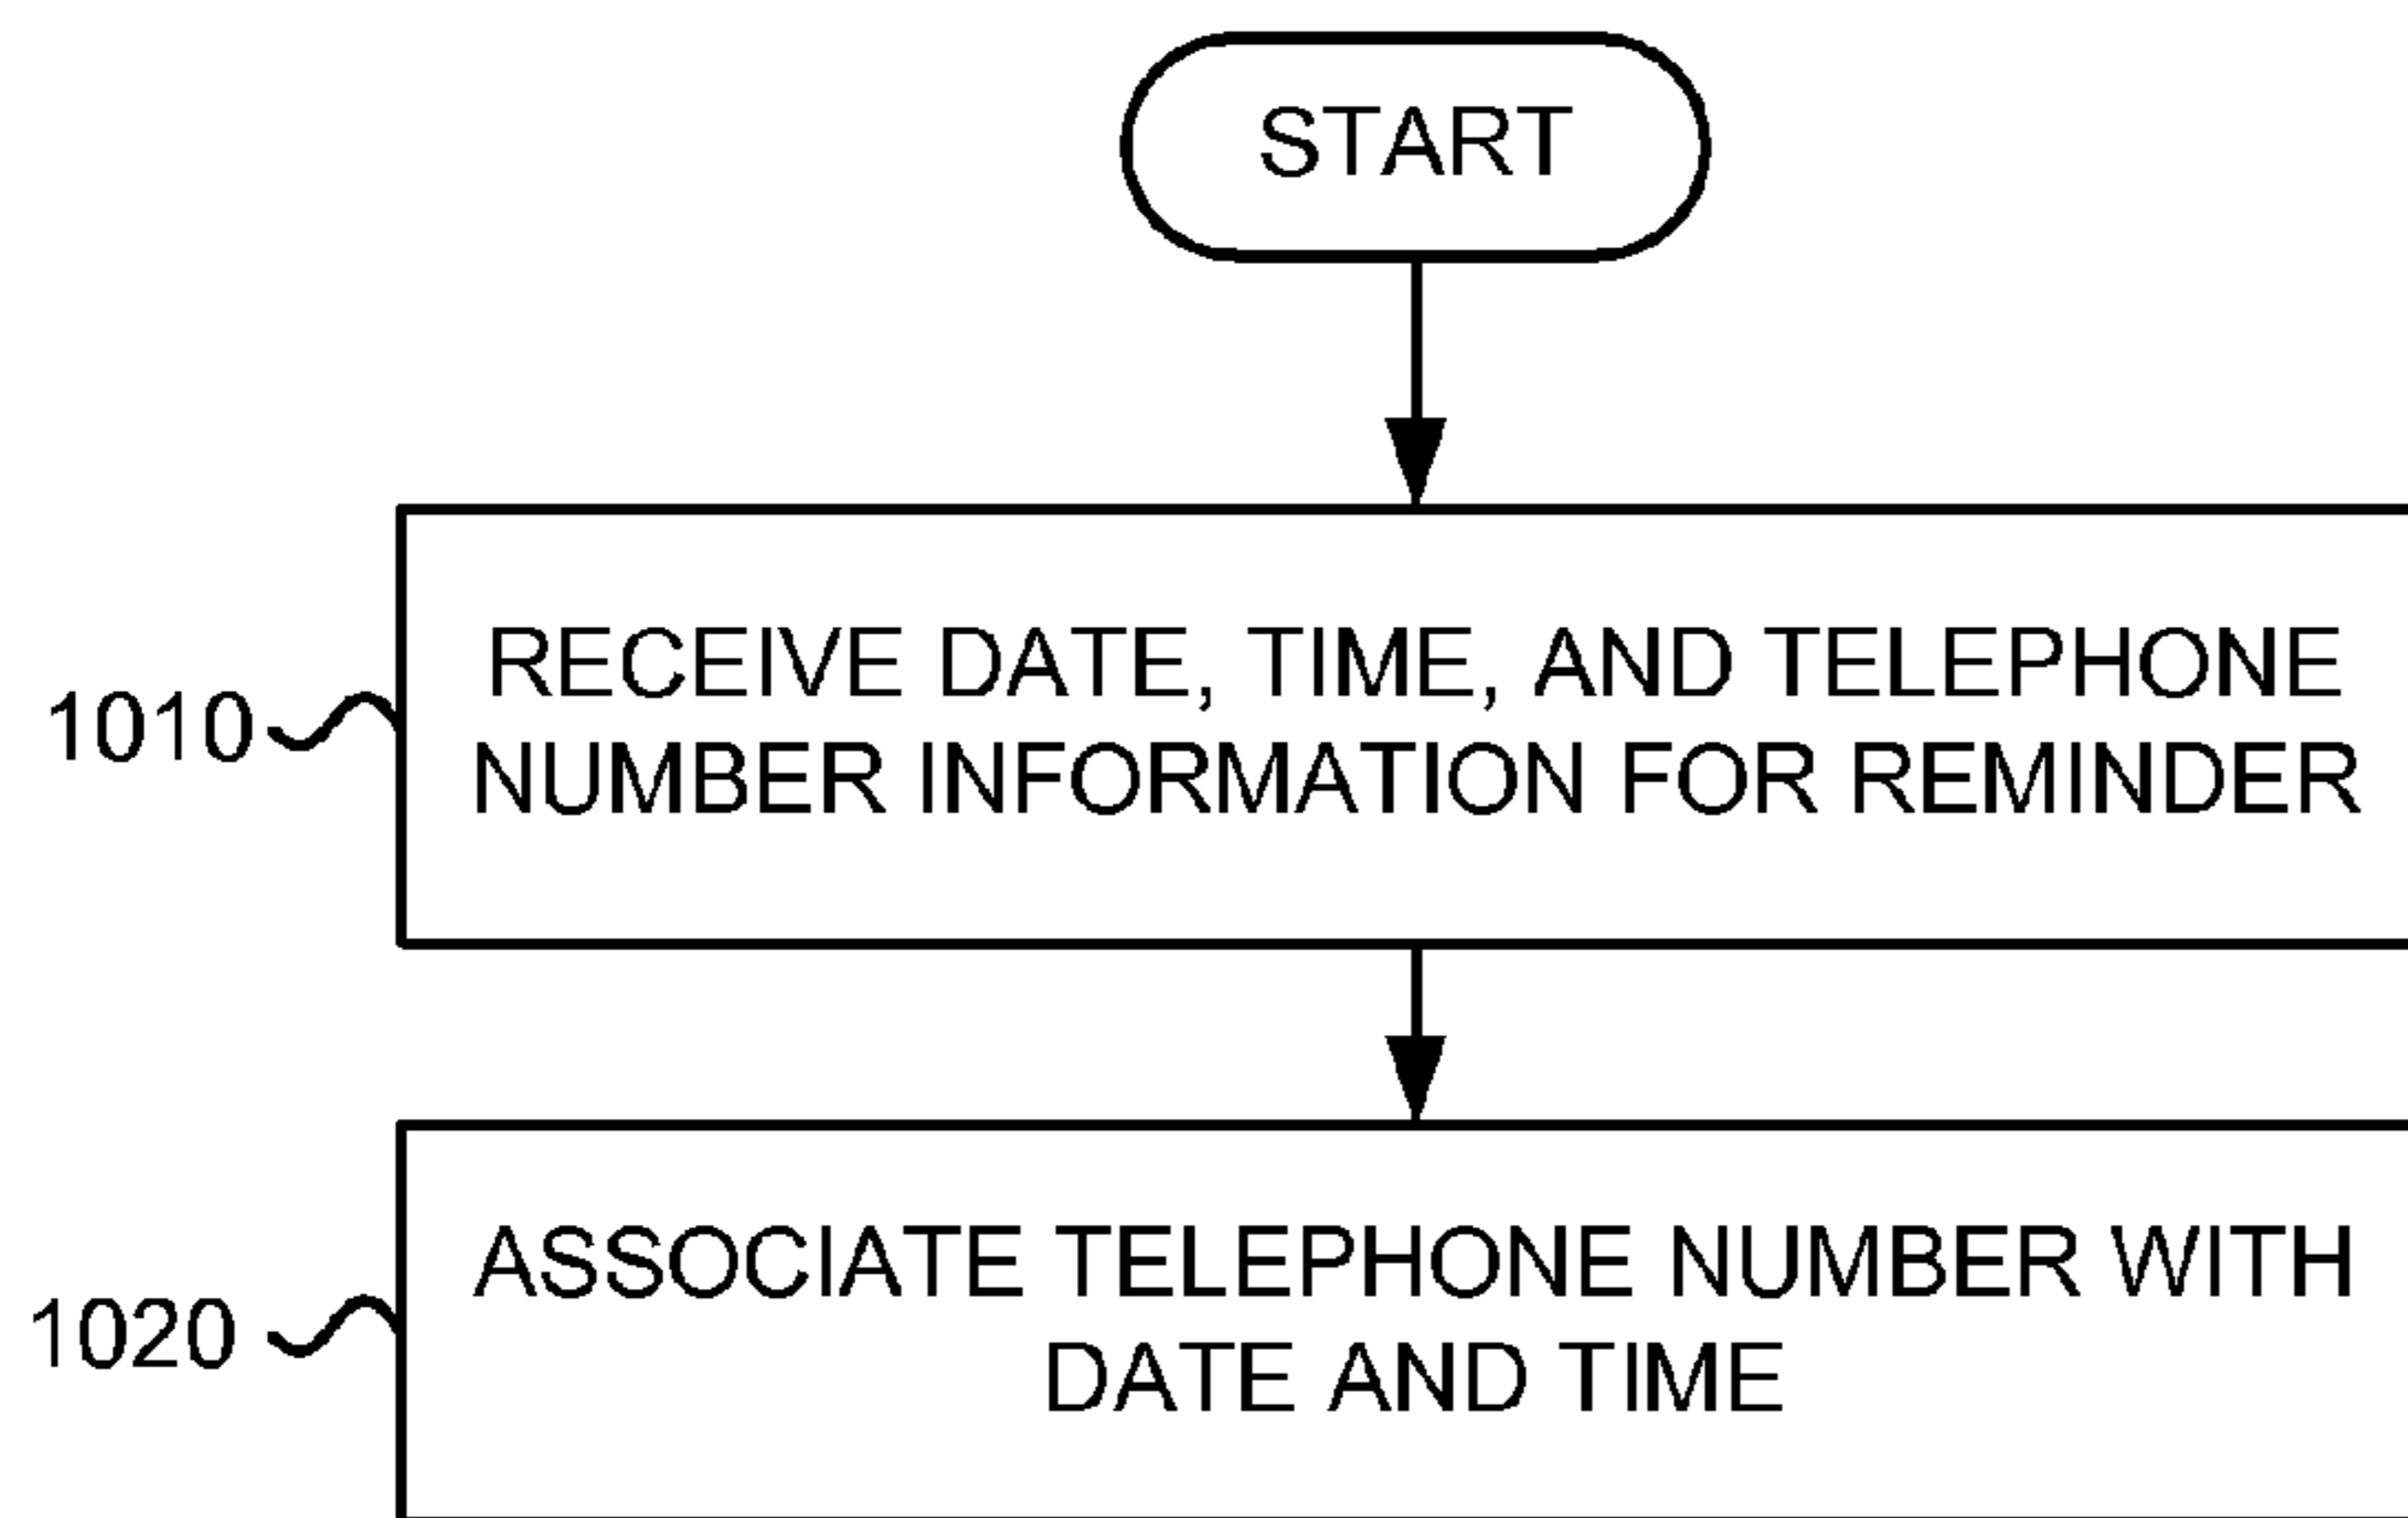 START
RECEIVE DATE, TIME, AND TELEPHONE
1010
NUMBER INFORMATION FOR REMINDER
ASSOCIATE TELEPHONE NUMBER WITH
1020
DATE AND TIME